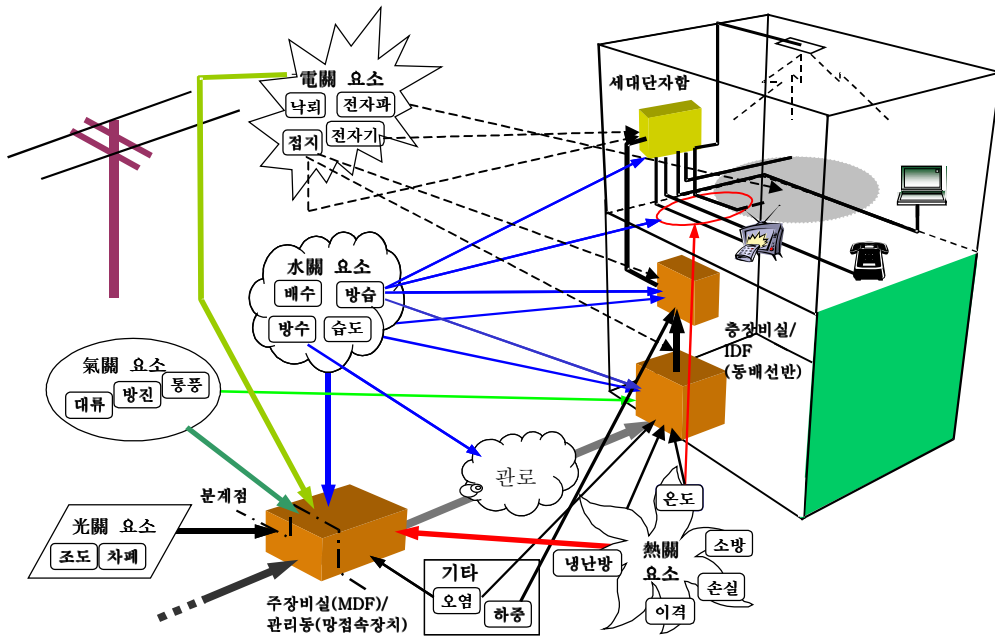 電關 요소
낙뢰
전자파
접지
전자기
세대단자함
水關 요소
배수
방습
방수
습도
층장비실/
IDF
(동배선반)
氣關 요소
대류
방진
통풍
관로
분계점
光關 요소
조도
차폐
온도
熱關
요소
냉난방
소방
손실
이격
기타
오염
하중
주장비실(MDF)/
관리동(망접속장치)